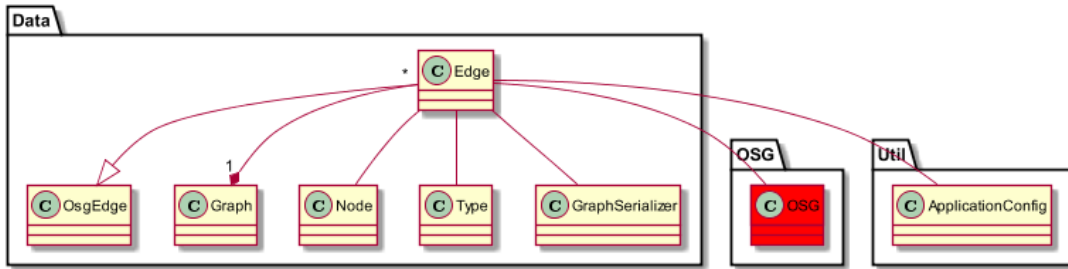 Data
C Edge
*
1
OSG
Util
C OsgEdge
C Graph
C Node
C Type
C GraphSerializer
C OSG
C ApplicationConfig